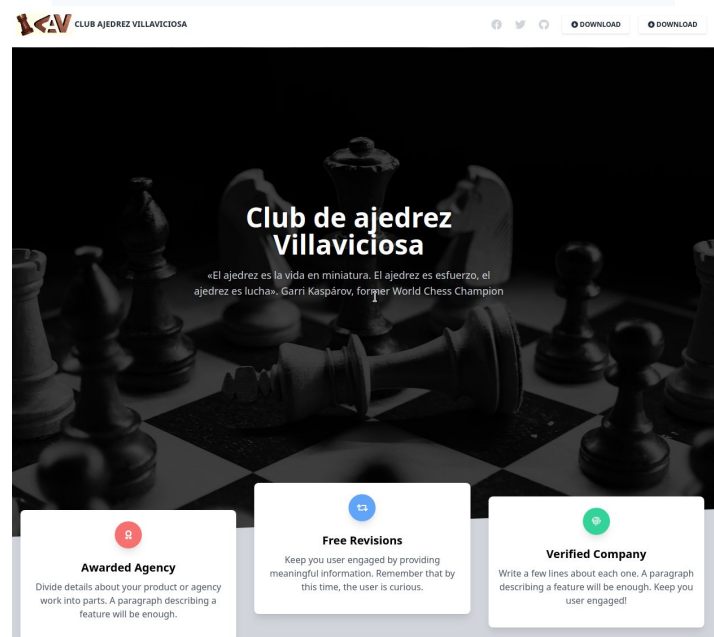 CAV CLUB AJEDREZ VILLAVICIOSA
DOWNLOAD
DOWNLOAD
Club de ajedrez
Villaviciosa
«El ajedrez es la vida en miniatura. El ajedrez es esfuerzo, el
ajedrez es lucha». Garri Kaspárov, former World Chess Champion
Awarded Agency
Divide details about your product or agency
work into parts. A paragraph describing a
feature will be enough.
Free Revisions
Keep you user engaged by providing
meaningful information. Remember that by
this time, the user is curious.
Verified Company
Write a few lines about each one. A paragraph
describing a feature will be enough. Keep you
user engaged!